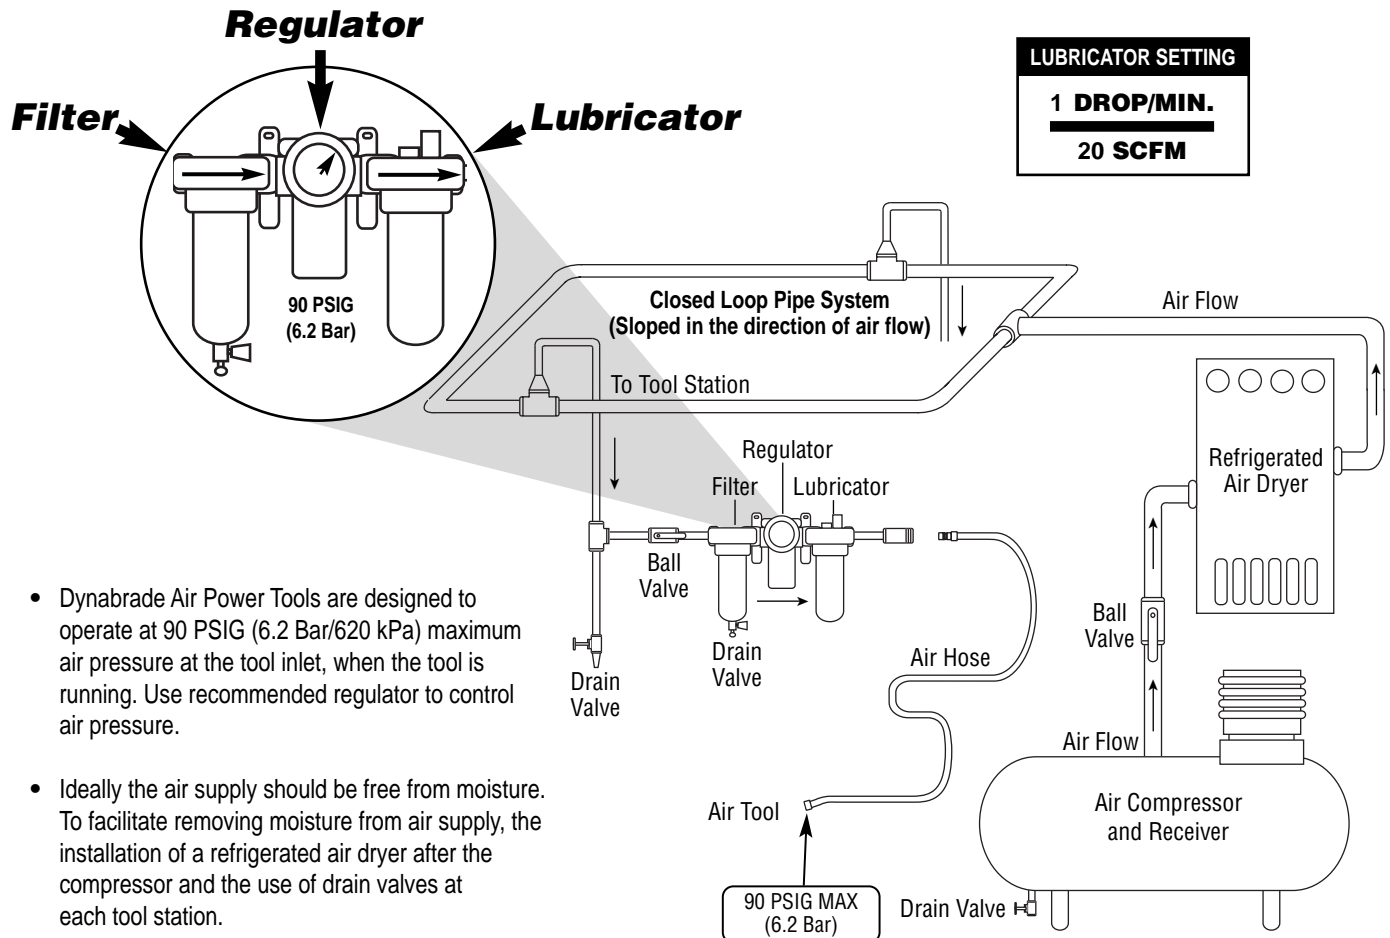 Regulator
Filter
Lubricator
90 PSIG
(6.2 Bar)
LUBRICATOR SETTING
1 DROP/MIN.
20 SCFM
Closed Loop Pipe System
(Sloped in the direction of air flow)
Air Flow
To Tool Station
Refrigerated
Air Dryer
Regulator
Filter
Lubricator
Ball
Valve
Drain
Valve
Drain
Valve
Air Hose
Ball
Valve
Air Flow
Air Compressor
and Receiver
Air Tool
90 PSIG MAX
(6.2 Bar)
Drain Valve
• Dynabrade Air Power Tools are designed to
operate at 90 PSIG (6.2 Bar/620 kPa) maximum
air pressure at the tool inlet, when the tool is
running. Use recommended regulator to control
air pressure.
• Ideally the air supply should be free from moisture.
To facilitate removing moisture from air supply, the
installation of a refrigerated air dryer after the
compressor and the use of drain valves at
each tool station.